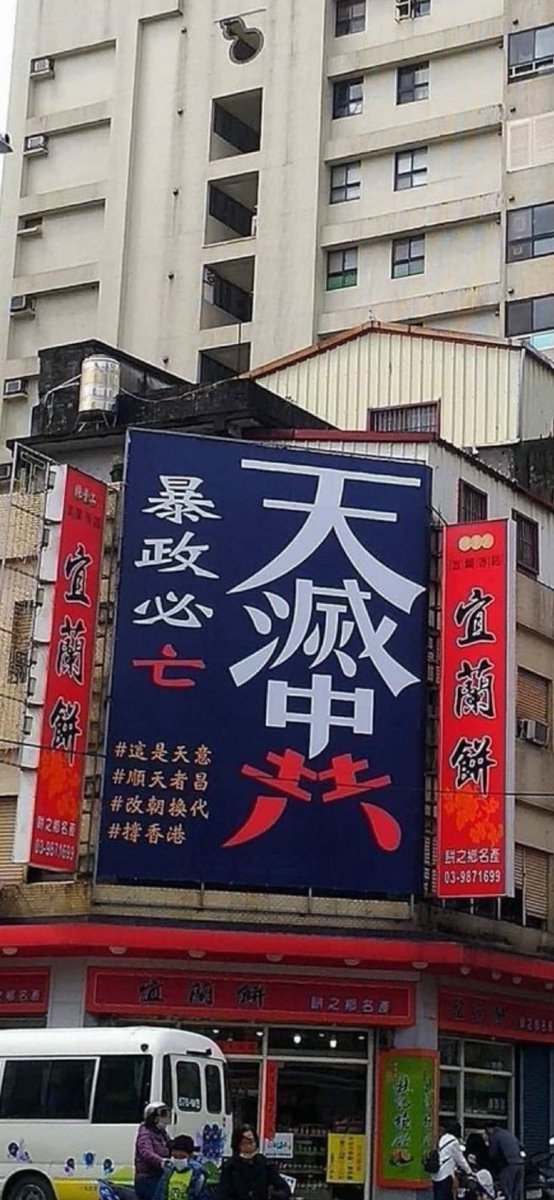 天滅中共
暴政必亡
#這是天意
#順天者昌
#改朝換代
#撐香港
宜蘭餅
餅之鄉名產
03-9871699
宜蘭餅
餅之鄉名產
03-9871699
宜蘭餅 餅之鄉名產